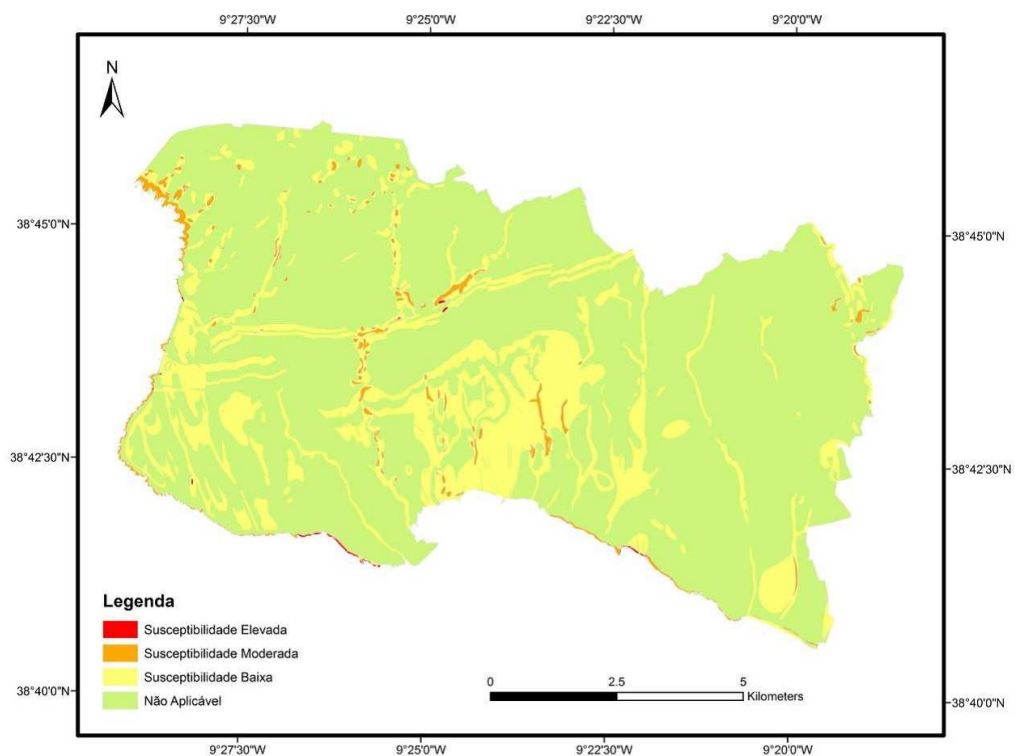 9°27'30"W 9°25'0"W 9°22'30"W 9°20'0"W
N
38°45'0"N
38°45'0"N
38°42'30"N
38°42'30"N
Legenda
Susceptibilidade Elevada
Susceptibilidade Moderada
Susceptibilidade Baixa
Não Aplicável
0 2.5 5
Kilometers
38°40'0"N
38°40'0"N
9°27'30"W 9°25'0"W 9°22'30"W 9°20'0"W